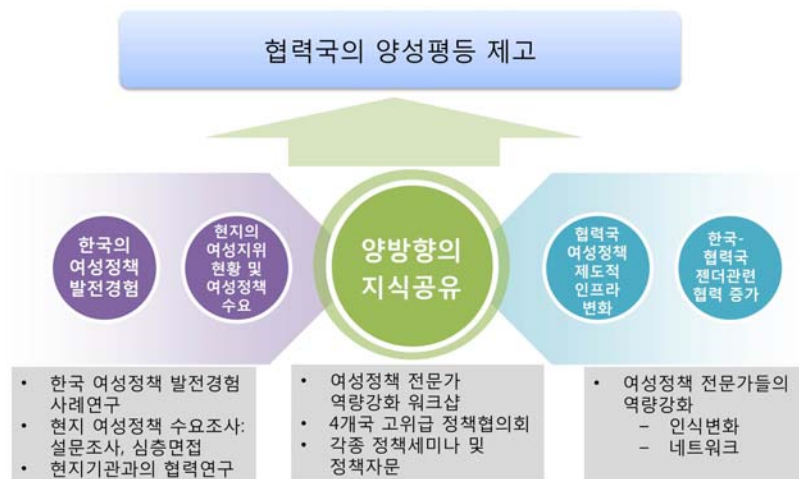 협력국의 양성평등 제고
한국의
여성정책
발전경험
현지의
여성지위
현황 및
여성정책
수요
양방향의
지식공유
협력국
여성정책
제도적
인프라
변화
한국-
협력국
젠더관련
협력 증가
• 한국 여성정책 발전경험
사례연구
• 현지 여성정책 수요조사:
설문조사, 심층면접
• 현지기관과의 협력연구
• 여성정책 전문가
역량강화 워크샵
• 4개국 고위급 정책협의회
• 각종 정책세미나 및
정책자문
• 여성정책 전문가들의
역량강화
– 인식변화
– 네트워크